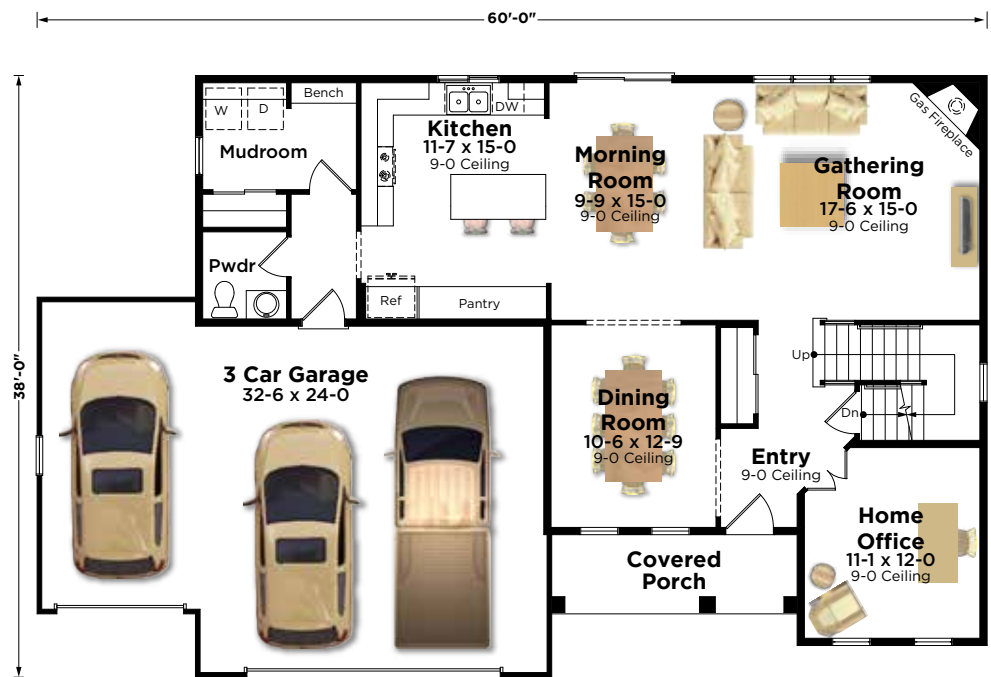 60'-0"
38'-0"
W
D
Bench
Mudroom
Pwdr
Kitchen
11-7 x 15-0
9-0 Ceiling
DW
Ref
Pantry
Morning
Room
9-9 x 15-0
9-0 Ceiling
Gathering
Room
17-6 x 15-0
9-0 Ceiling
Gas Fireplace
3 Car Garage
32-6 x 24-0
Dining
Room
10-6 x 12-9
9-0 Ceiling
Up
Dn
Entry
9-0 Ceiling
Home
Office
11-1 x 12-0
9-0 Ceiling
Covered
Porch